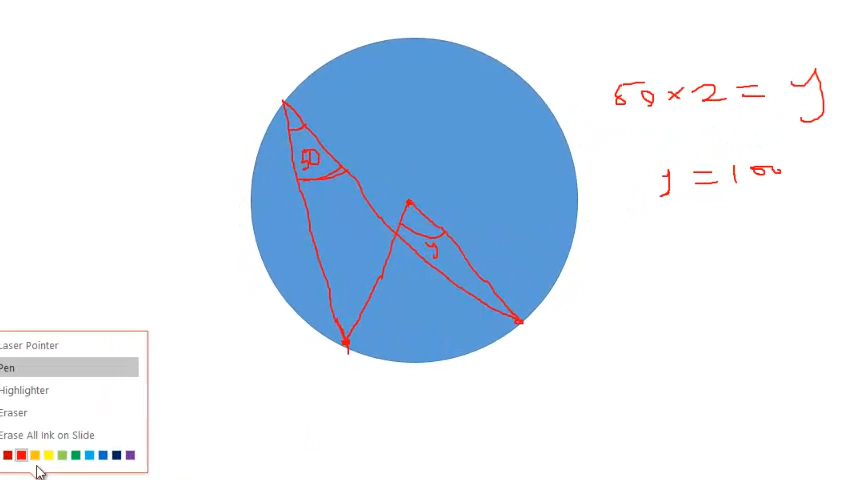 50 × 2 = y
y = 100
50
y
Laser Pointer
Pen
Highlighter
Eraser
Erase All Ink on Slide